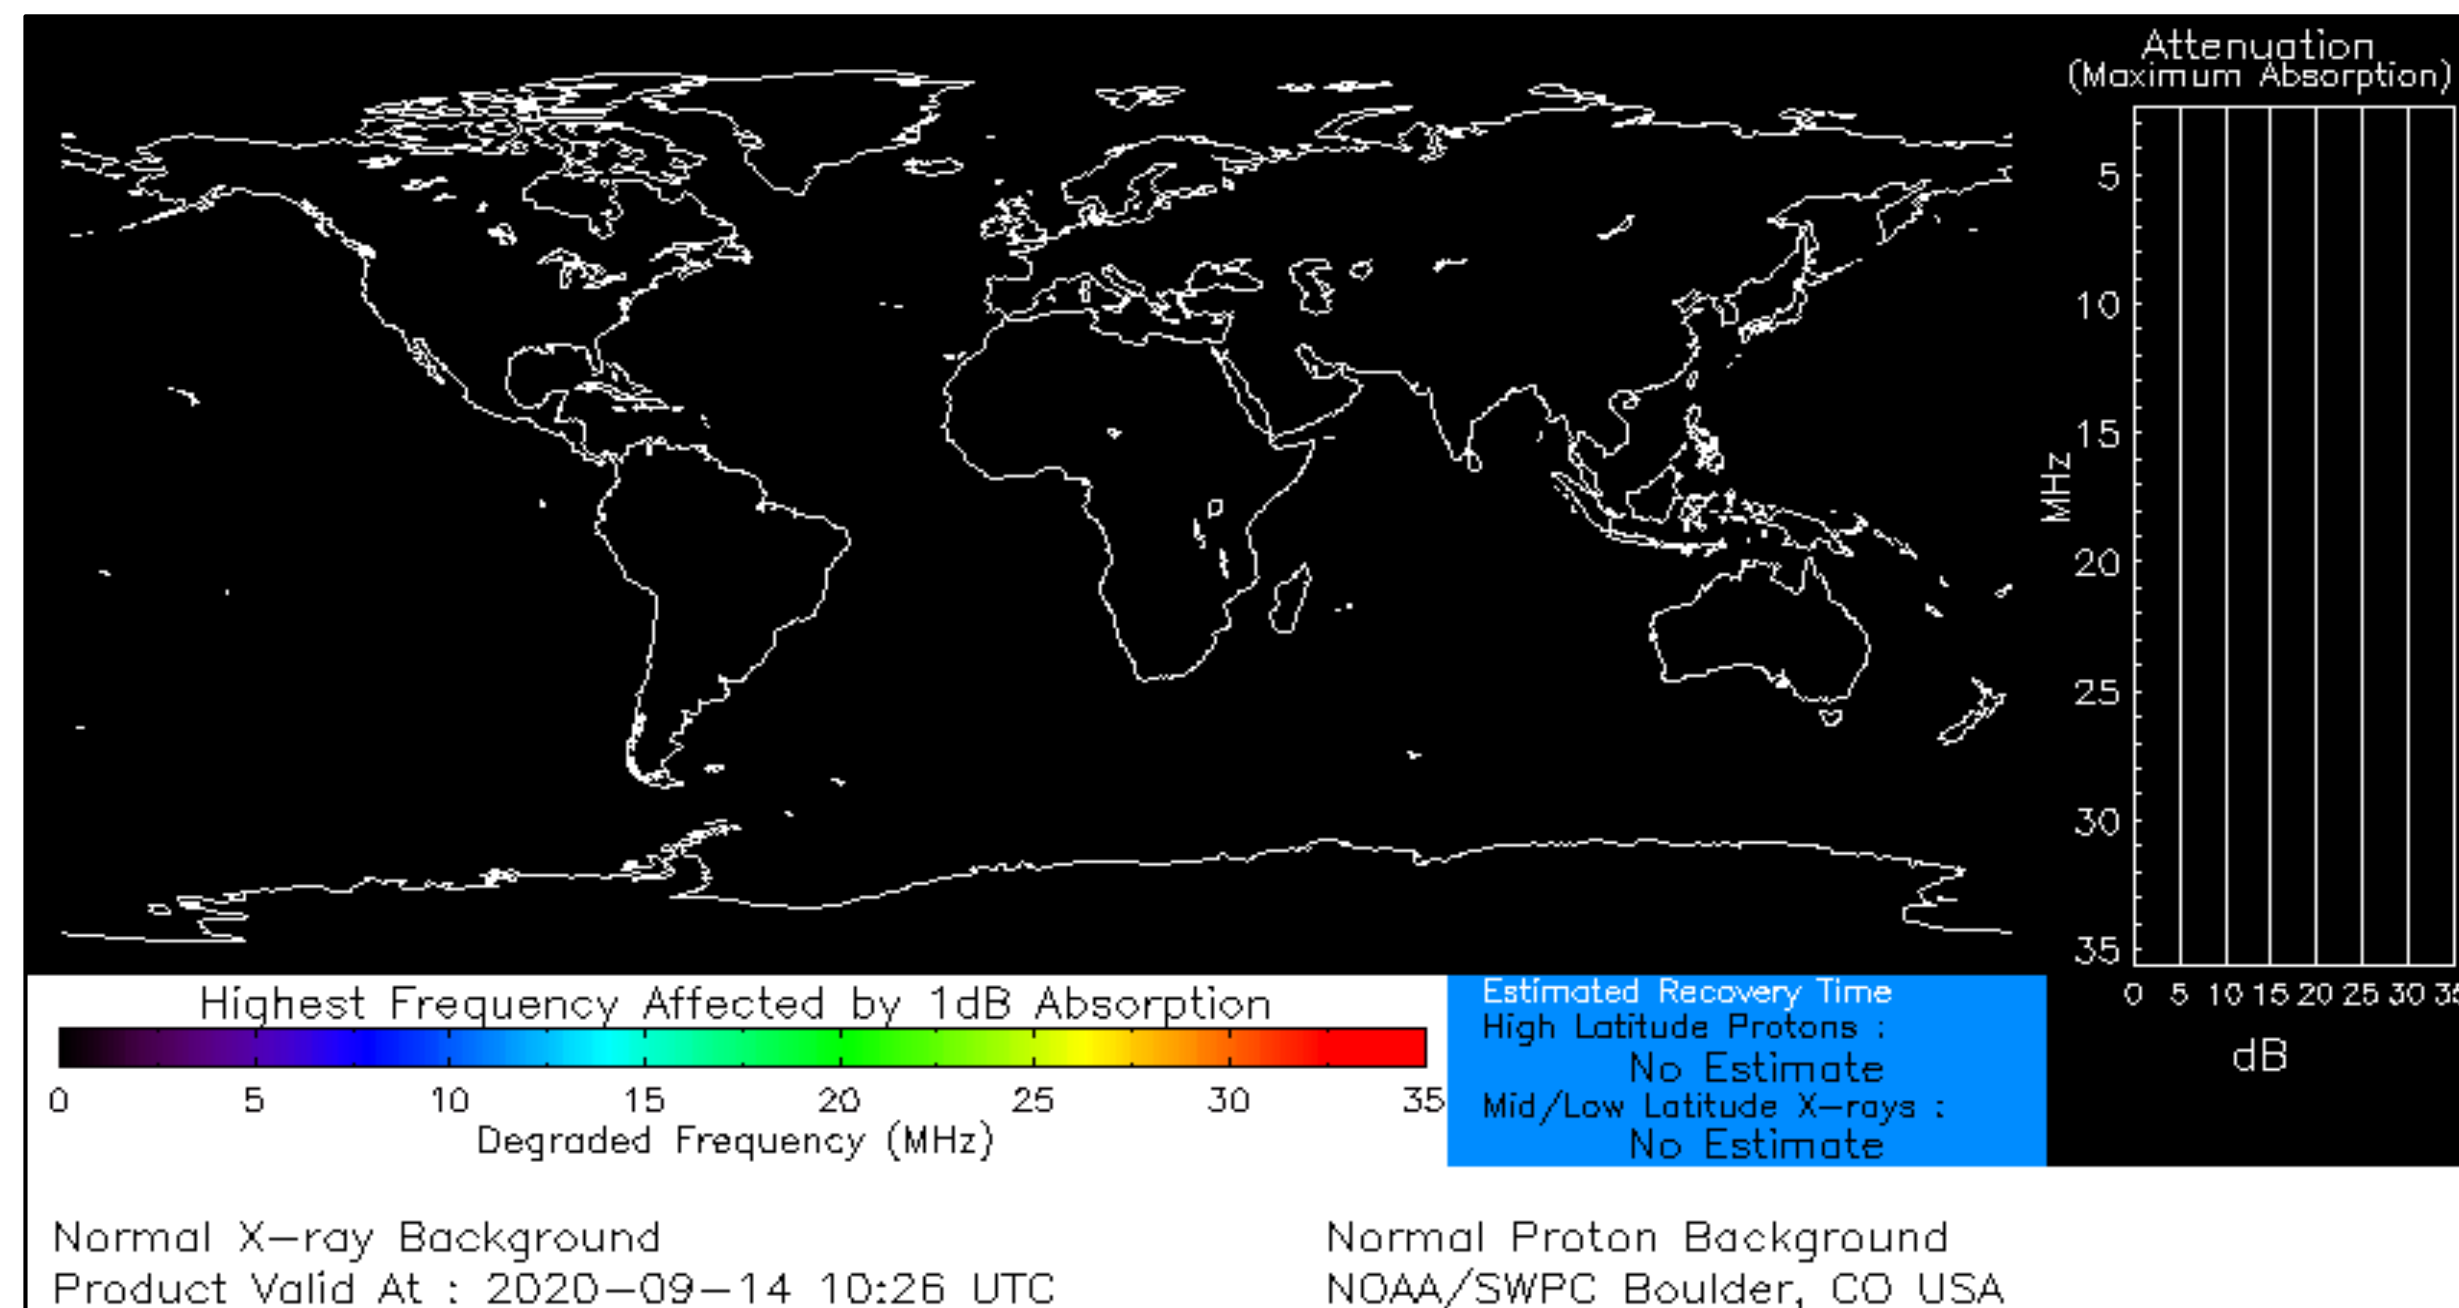 Attenuation
(Maximum Absorption)
5
10
15
20
25
30
35
MHz
0 5 10 15 20 25 30 35
dB
Highest Frequency Affected by 1dB Absorption
0 5 10 15 20 25 30 35
Degraded Frequency (MHz)
Estimated Recovery Time
High Latitude Protons :
No Estimate
Mid/Low Latitude X-rays :
No Estimate
Normal X-ray Background
Product Valid At : 2020-09-14 10:26 UTC
Normal Proton Background
NOAA/SWPC Boulder, CO USA